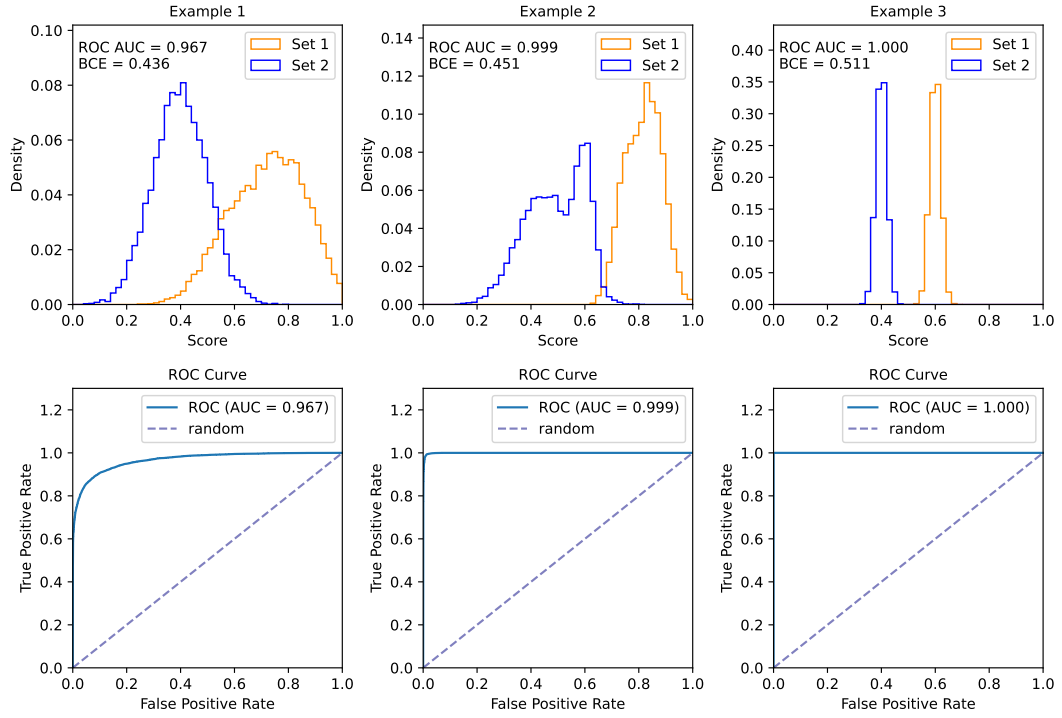 Example 1
ROC AUC = 0.967
BCE = 0.436
Set 1
Set 2
0.10
0.08
0.06
0.04
0.02
0.00
Density
0.0 0.2 0.4 0.6 0.8 1.0
Score
Example 2
ROC AUC = 0.999
BCE = 0.451
Set 1
Set 2
0.14
0.12
0.10
0.08
0.06
0.04
0.02
0.00
Density
0.0 0.2 0.4 0.6 0.8 1.0
Score
Example 3
ROC AUC = 1.000
BCE = 0.511
Set 1
Set 2
0.40
0.35
0.30
0.25
0.20
0.15
0.10
0.05
0.00
Density
0.0 0.2 0.4 0.6 0.8 1.0
Score
ROC Curve
ROC (AUC = 0.967)
random
1.2
1.0
0.8
0.6
0.4
0.2
0.0
True Positive Rate
0.0 0.2 0.4 0.6 0.8 1.0
False Positive Rate
ROC Curve
ROC (AUC = 0.999)
random
1.2
1.0
0.8
0.6
0.4
0.2
0.0
True Positive Rate
0.0 0.2 0.4 0.6 0.8 1.0
False Positive Rate
ROC Curve
ROC (AUC = 1.000)
random
1.2
1.0
0.8
0.6
0.4
0.2
0.0
True Positive Rate
0.0 0.2 0.4 0.6 0.8 1.0
False Positive Rate